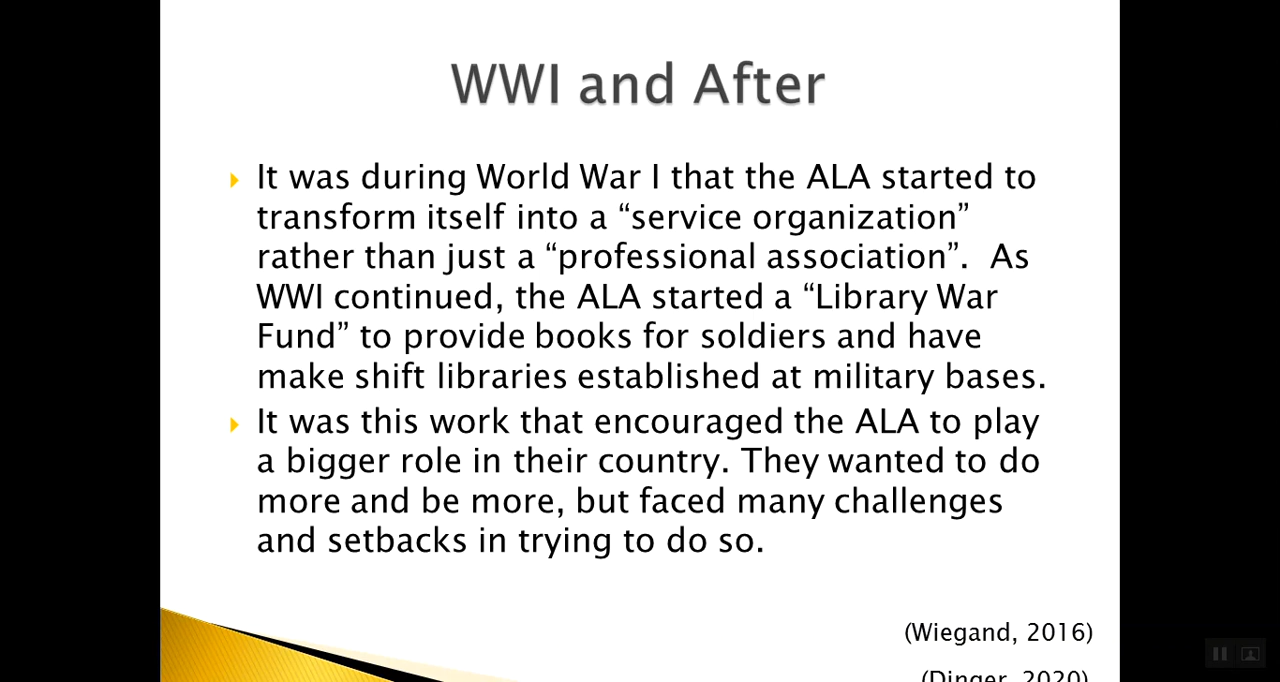 WWI and After
It was during World War I that the ALA started to
transform itself into a “service organization”
rather than just a “professional association”.  As
WWI continued, the ALA started a “Library War
Fund” to provide books for soldiers and have
make shift libraries established at military bases.
It was this work that encouraged the ALA to play
a bigger role in their country. They wanted to do
more and be more, but faced many challenges
and setbacks in trying to do so.
(Wiegand, 2016)
(Dinger, 2020)